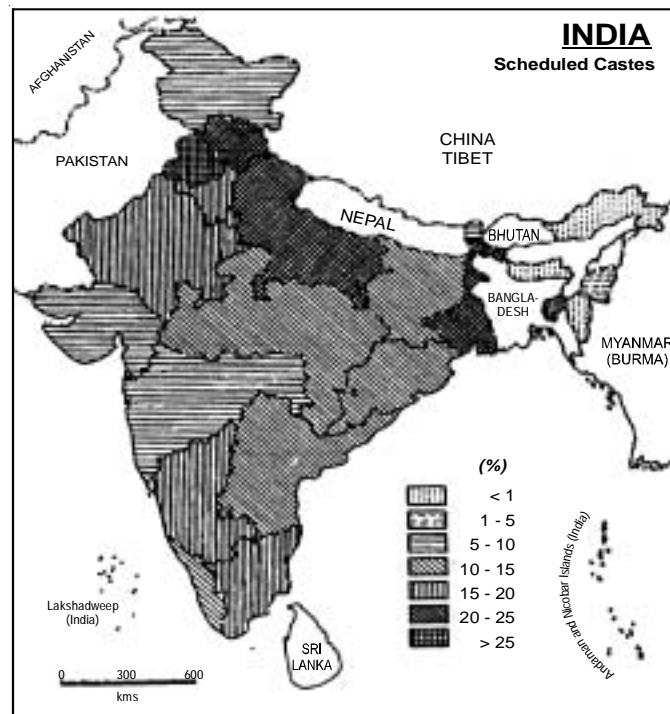 INDIA
Scheduled Castes
AFGHANISTAN
PAKISTAN
CHINA
TIBET
NEPAL
BHUTAN
BANGLA-
DESH
MYANMAR
(BURMA)
(%)
< 1
1 - 5
5 - 10
10 - 15
15 - 20
20 - 25
> 25
Lakshadweep
(India)
SRI
LANKA
Andaman and Nicobar Islands (India)
0 300 600
kms